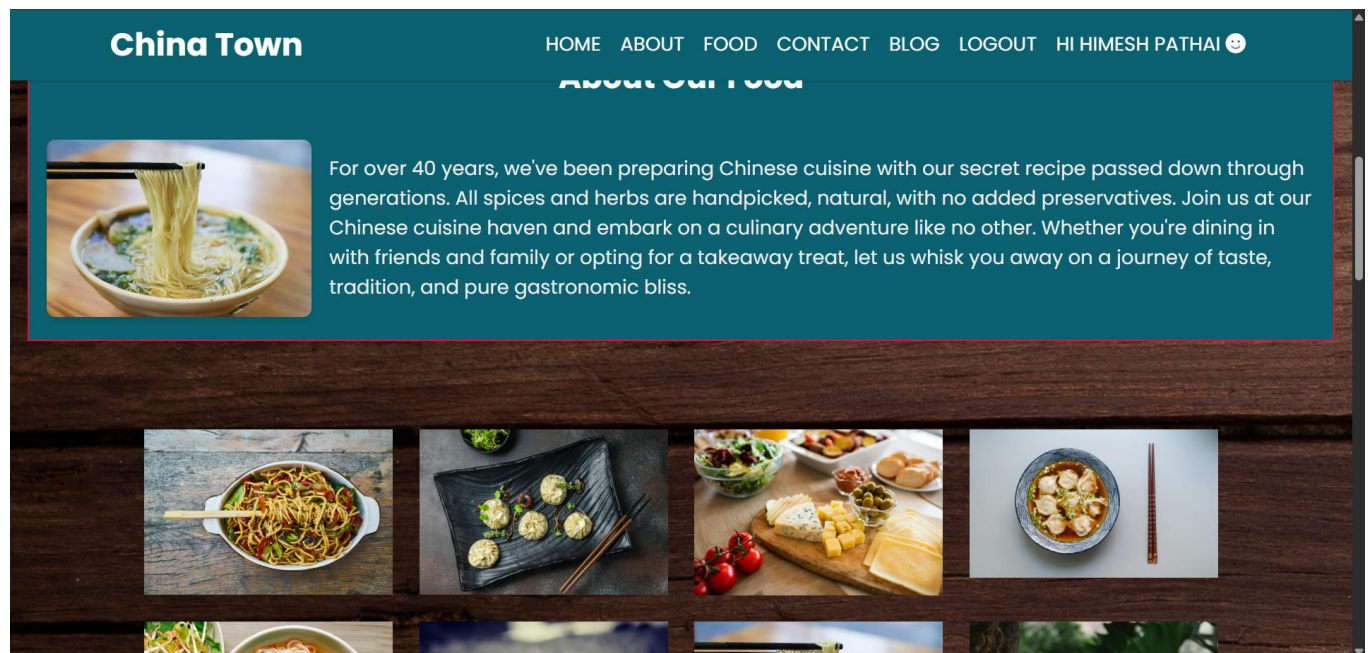 China Town
HOME ABOUT FOOD CONTACT BLOG LOGOUT HI HIMESH PATHAI
About Our Food
For over 40 years, we've been preparing Chinese cuisine with our secret recipe passed down through
generations. All spices and herbs are handpicked, natural, with no added preservatives. Join us at our
Chinese cuisine haven and embark on a culinary adventure like no other. Whether you're dining in
with friends and family or opting for a takeaway treat, let us whisk you away on a journey of taste,
tradition, and pure gastronomic bliss.